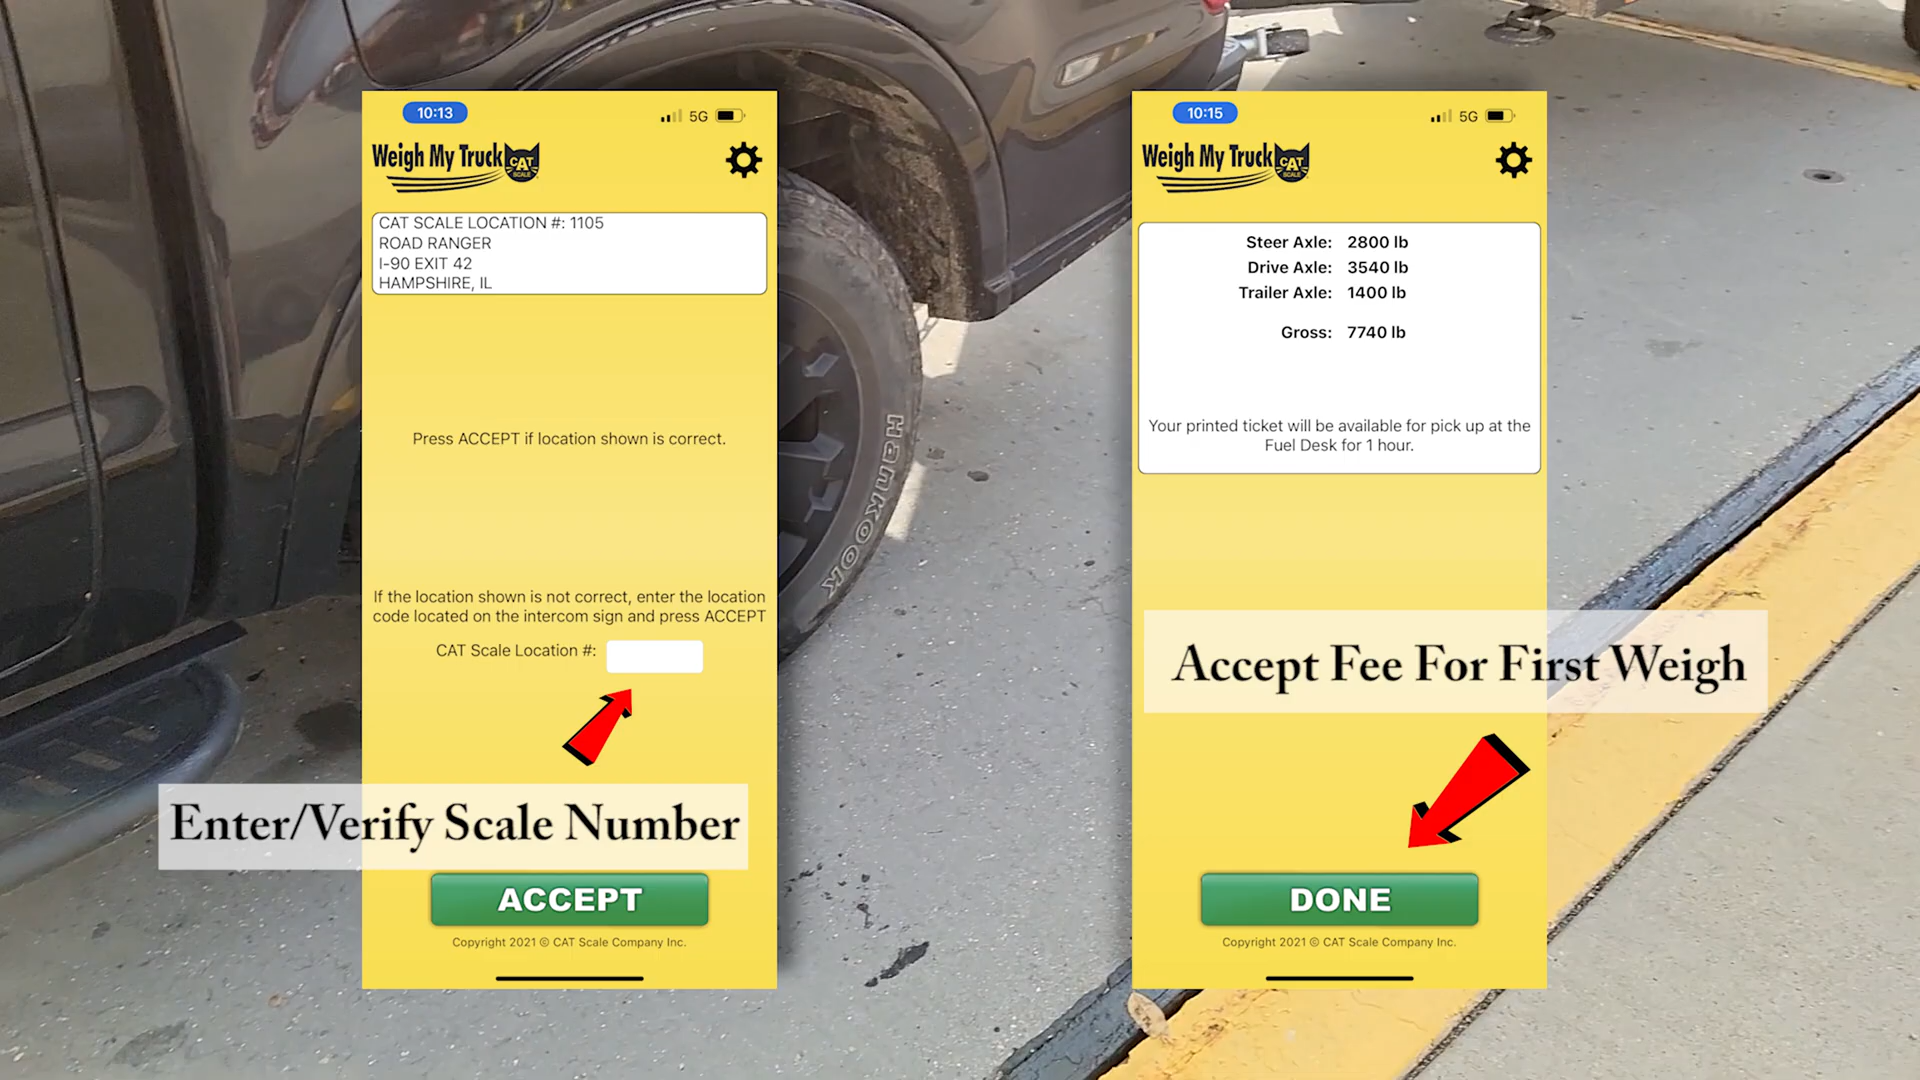 10:13
5G
Weigh My Truck
CAT
SCALE
CAT SCALE LOCATION #: 1105
ROAD RANGER
I-90 EXIT 42
HAMPSHIRE, IL
Press ACCEPT if location shown is correct.
If the location shown is not correct, enter the location
code located on the intercom sign and press ACCEPT
CAT Scale Location #:
Enter/Verify Scale Number
ACCEPT
Copyright 2021 © CAT Scale Company Inc.
Hankook
10:15
5G
Weigh My Truck
CAT
SCALE
Steer Axle: 2800 lb
Drive Axle: 3540 lb
Trailer Axle: 1400 lb
Gross: 7740 lb
Your printed ticket will be available for pick up at the
Fuel Desk for 1 hour.
Accept Fee For First Weigh
DONE
Copyright 2021 © CAT Scale Company Inc.